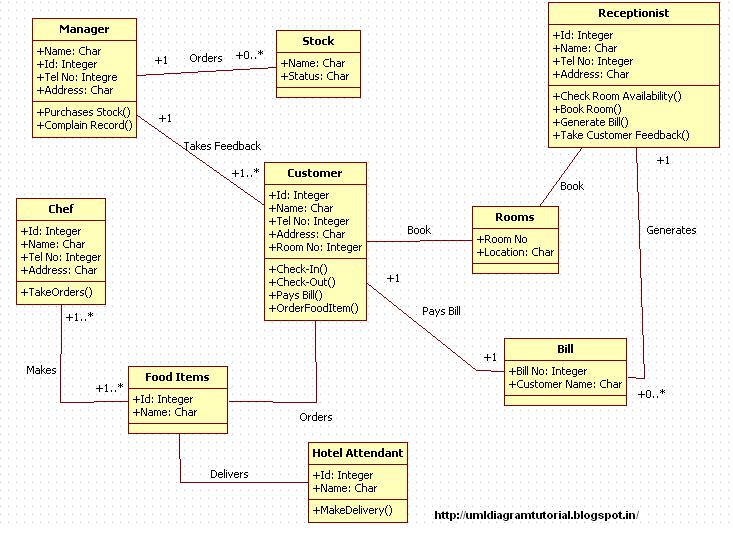 Manager
+Name: Char
+Id: Integer
+Tel No: Integre
+Address: Char
+Purchases Stock()
+Complain Record()
+1
Orders
+0..*
Stock
+Name: Char
+Status: Char
Receptionist
+Id: Integer
+Name: Char
+Tel No: Integer
+Address: Char
+Check Room Availability()
+Book Room()
+Generate Bill()
+Take Customer Feedback()
+1
Takes Feedback
+1..*
Customer
+Id: Integer
+Name: Char
+Tel No: Integer
+Address: Char
+Room No: Integer
+Check-In()
+Check-Out()
+Pays Bill()
+OrderFoodItem()
Book
Rooms
+Room No
+Location: Char
Book
+1
Generates
+0..*
Chef
+Id: Integer
+Name: Char
+Tel No: Integer
+Address: Char
+TakeOrders()
+1..*
Makes
+1..*
+1
Pays Bill
+1
Bill
+Bill No: Integer
+Customer Name: Char
Food Items
+Id: Integer
+Name: Char
Orders
Delivers
Hotel Attendant
+Id: Integer
+Name: Char
+MakeDelivery()
http://umldiagramtutorial.blogspot.in/